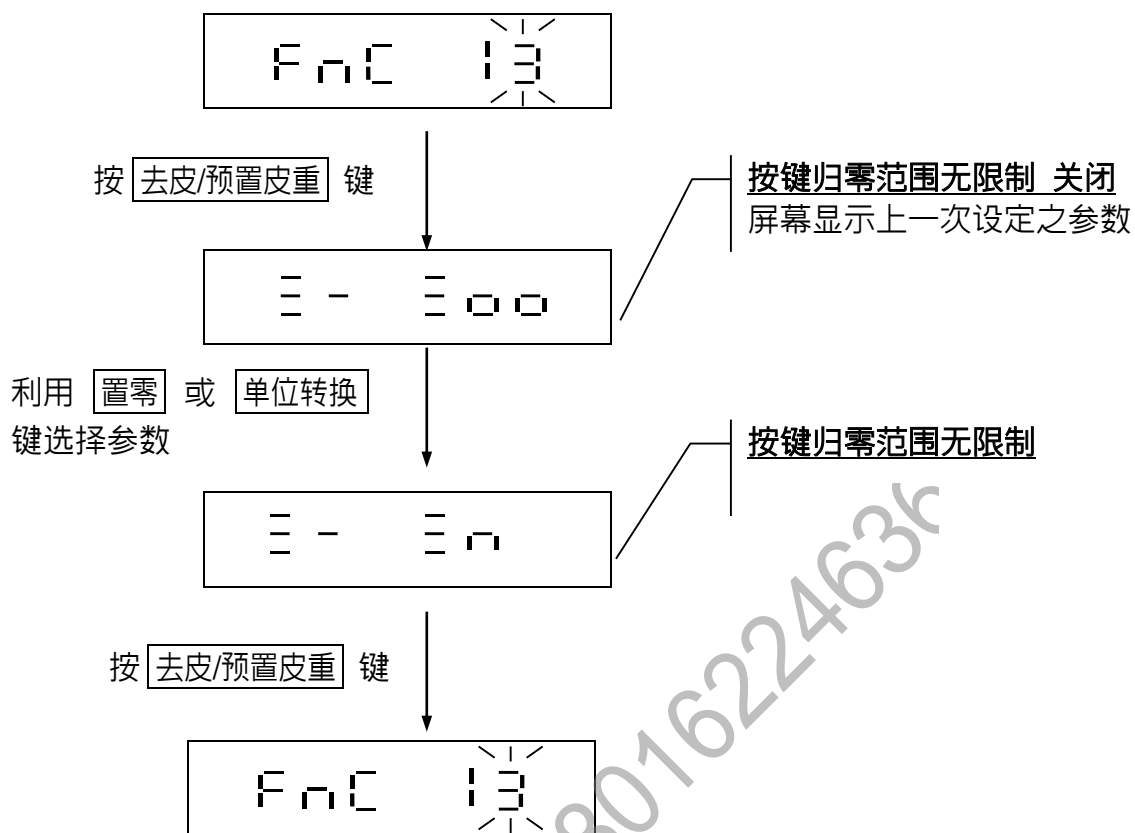 FnC 13
按 去皮/预置皮重 键
按键归零范围无限制 关闭
屏幕显示上一次设定之参数
利用 置零 或 单位转换
键选择参数
按键归零范围无限制
按 去皮/预置皮重 键
FnC 13